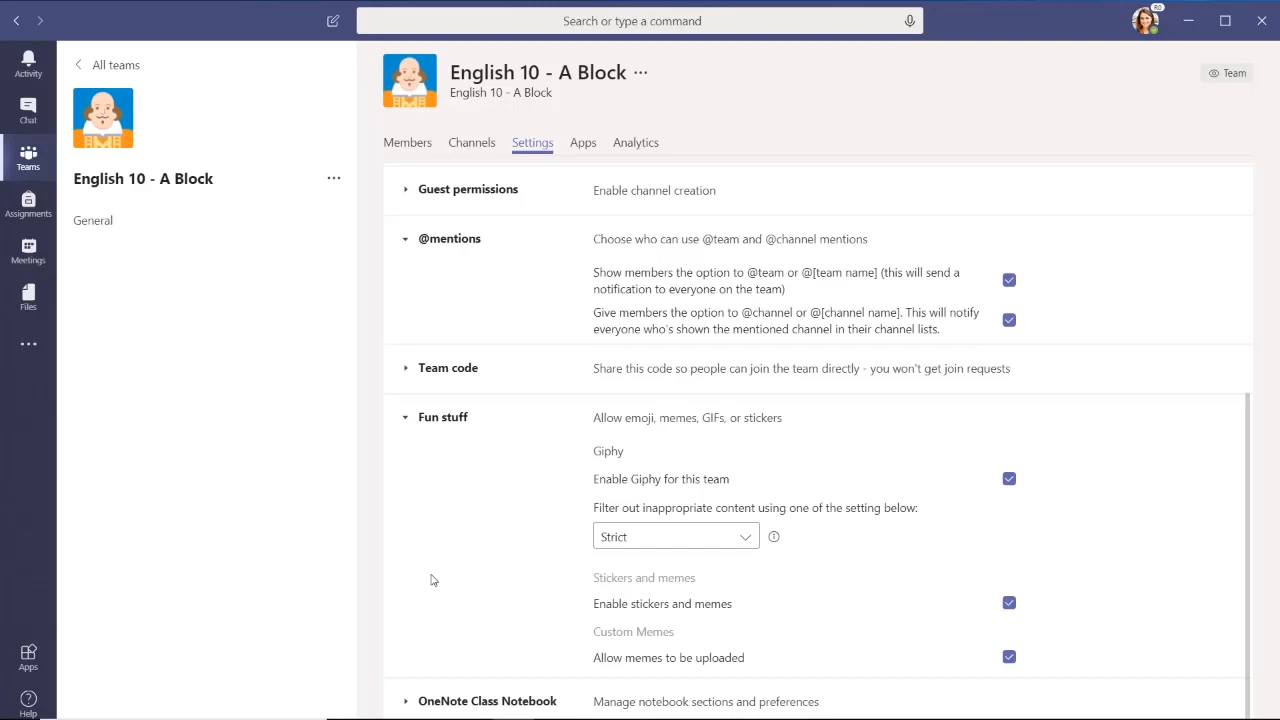 Search or type a command
RO
Activity
Chat
Teams
Assignments
Meetings
Files
Apps
Help
All teams
English 10 - A Block
General
English 10 - A Block
English 10 - A Block
Team
Members Channels Settings Apps Analytics
Guest permissions Enable channel creation
@mentions Choose who can use @team and @channel mentions
Show members the option to @team or @[team name] (this will send a
notification to everyone on the team)
Give members the option to @channel or @[channel name]. This will notify
everyone who's shown the mentioned channel in their channel lists.
Team code Share this code so people can join the team directly - you won't get join requests
Fun stuff Allow emoji, memes, GIFs, or stickers
Giphy
Enable Giphy for this team
Filter out inappropriate content using one of the setting below:
Strict
Stickers and memes
Enable stickers and memes
Custom Memes
Allow memes to be uploaded
OneNote Class Notebook Manage notebook sections and preferences